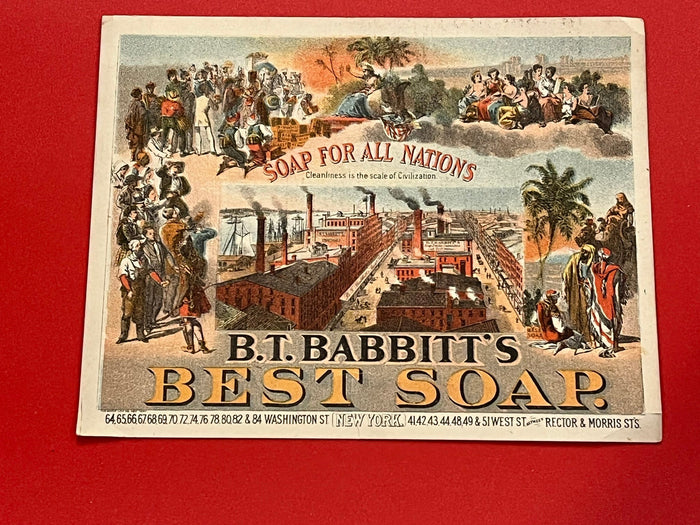 SOAP FOR ALL NATIONS
Cleanliness is the scale of Civilization.
B.T. BABBITT'S
BEST SOAP.
64,65,66,67,68,69,70,72,74,76 78,80,82 & 84 WASHINGTON ST. NEW YORK. 41,42,43,44,48,49 & 51 WEST ST. RECTOR & MORRIS STS.